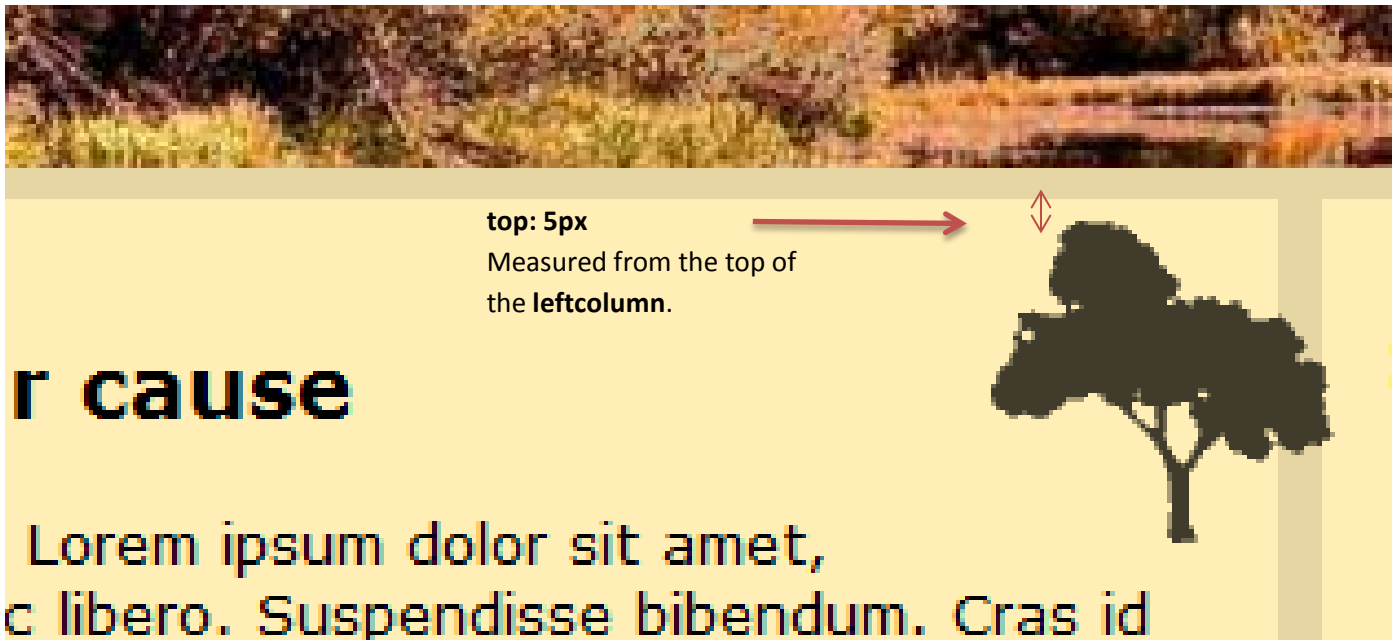 top: 5px
Measured from the top of
the leftcolumn.
r cause
Lorem ipsum dolor sit amet,
c libero. Suspendisse bibendum. Cras id